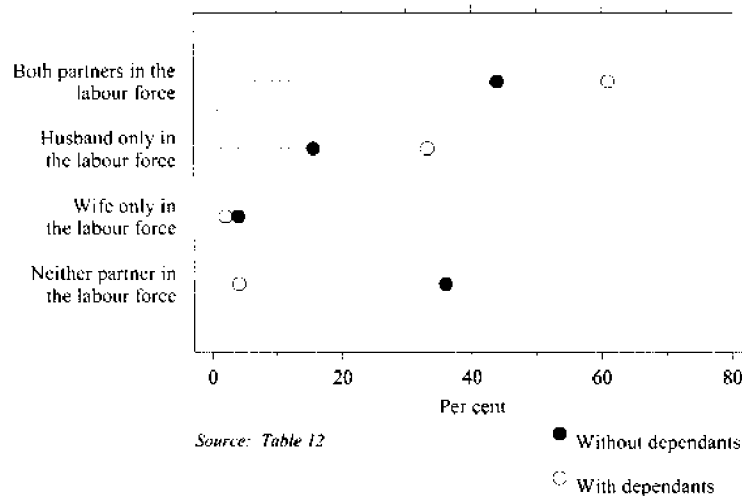 Both partners in the
labour force
Husband only in
the labour force
Wife only in
the labour force
Neither partner in
the labour force
0 20 40 60 80
Per cent
Source: Table 12
Without dependants
With dependants